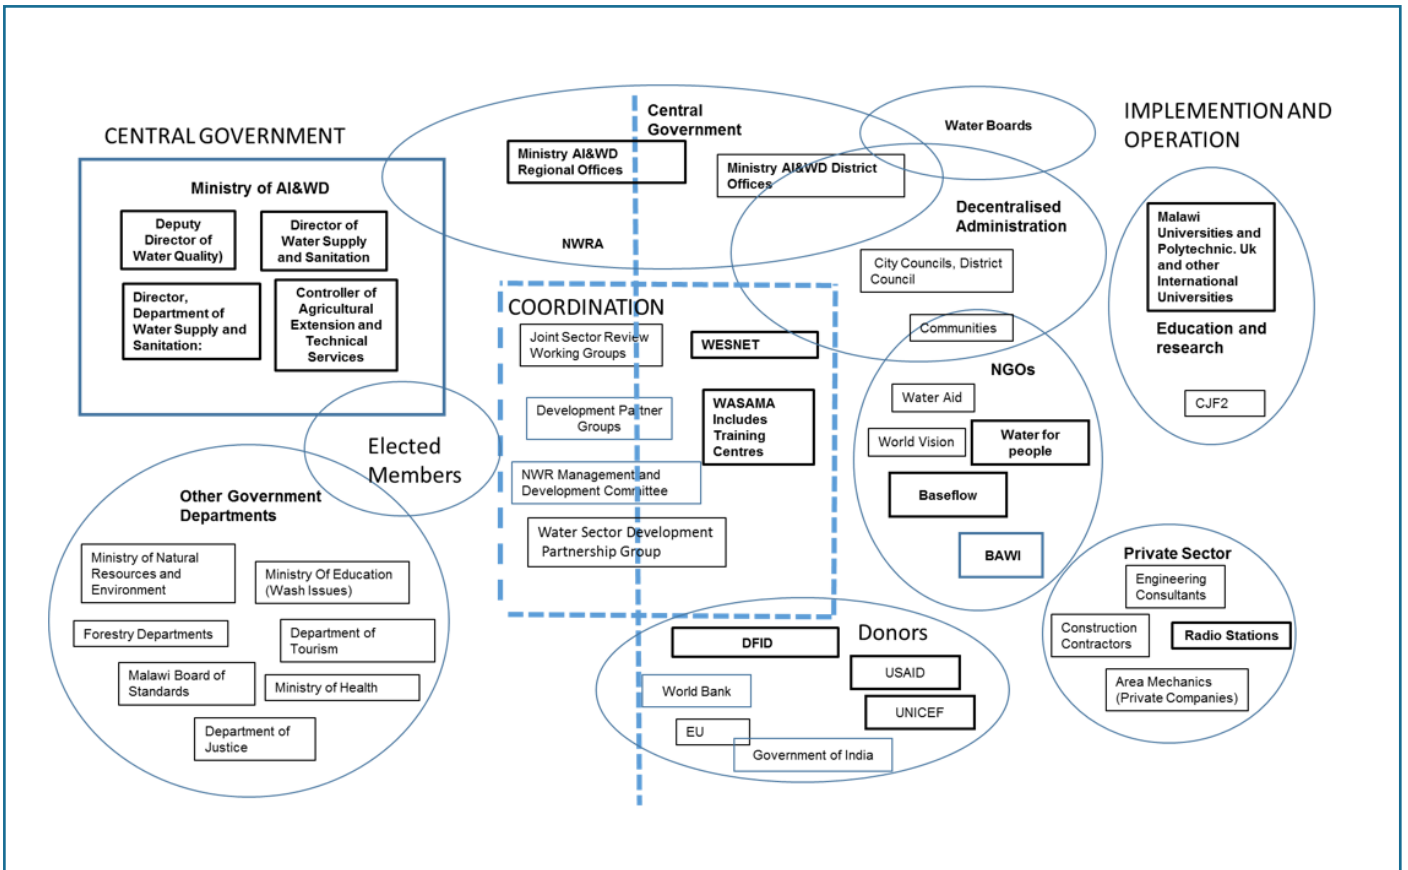 CENTRAL GOVERNMENT
Ministry of AI&WD
Deputy
Director of
Water Quality)
Director of
Water Supply
and Sanitation
Director,
Department of
Water Supply and
Sanitation:
Controller of
Agricultural
Extension and
Technical
Services
Elected
Members
Other Government
Departments
Ministry of Natural
Resources and
Environment
Ministry Of Education
(Wash Issues)
Forestry Departments
Department of
Tourism
Malawi Board of
Standards
Ministry of Health
Department of
Justice
Central
Government
Ministry AI&WD
Regional Offices
Ministry AI&WD District
Offices
NWRA
COORDINATION
Joint Sector Review
Working Groups
WESNET
Development Partner
Groups
WASAMA
Includes
Training
Centres
NWR Management and
Development Committee
Water Sector Development
Partnership Group
Donors
DFID
USAID
World Bank
UNICEF
EU
Government of India
Water Boards
Decentralised
Administration
City Councils, District
Council
Communities
NGOs
Water Aid
World Vision
Water for
people
Baseflow
BAWI
IMPLEMENTION AND
OPERATION
Malawi
Universities and
Polytechnic. Uk
and other
International
Universities
Education and
research
CJF2
Private Sector
Engineering
Consultants
Construction
Contractors
Radio Stations
Area Mechanics
(Private Companies)